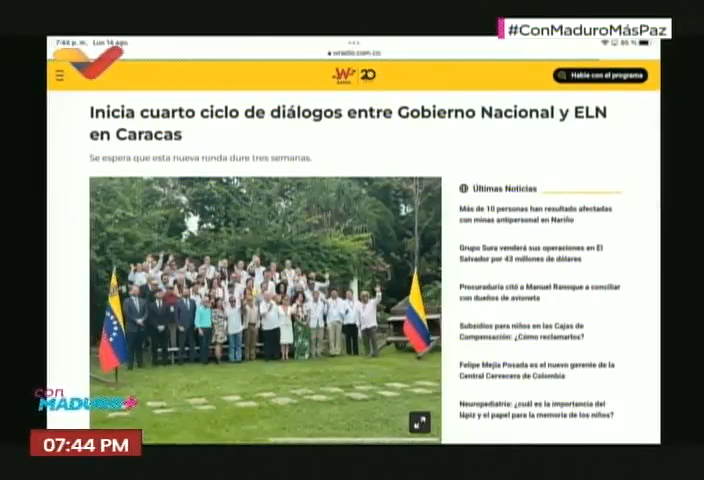 #ConMaduroMásPaz
7:44 p. m. Lun 14 ago.
wradio.com.co
85 %
W
RADIO
20
Hable con el programa
Inicia cuarto ciclo de diálogos entre Gobierno Nacional y ELN
en Caracas
Se espera que esta nueva ronda dure tres semanas.
Últimas Noticias
Más de 10 personas han resultado afectadas
con minas antipersonal en Nariño
Grupo Sura venderá sus operaciones en El
Salvador por 43 millones de dólares
Procuraduría citó a Manuel Ranoque a conciliar
con dueños de avioneta
Subsidios para niños en las Cajas de
Compensación: ¿Cómo reclamarlos?
Felipe Mejía Posada es el nuevo gerente de la
Central Cervecera de Colombia
Neuropediatría: ¿cuál es la importancia del
lápiz y el papel para la memoria de los niños?
con
MADURO+
07:44 PM